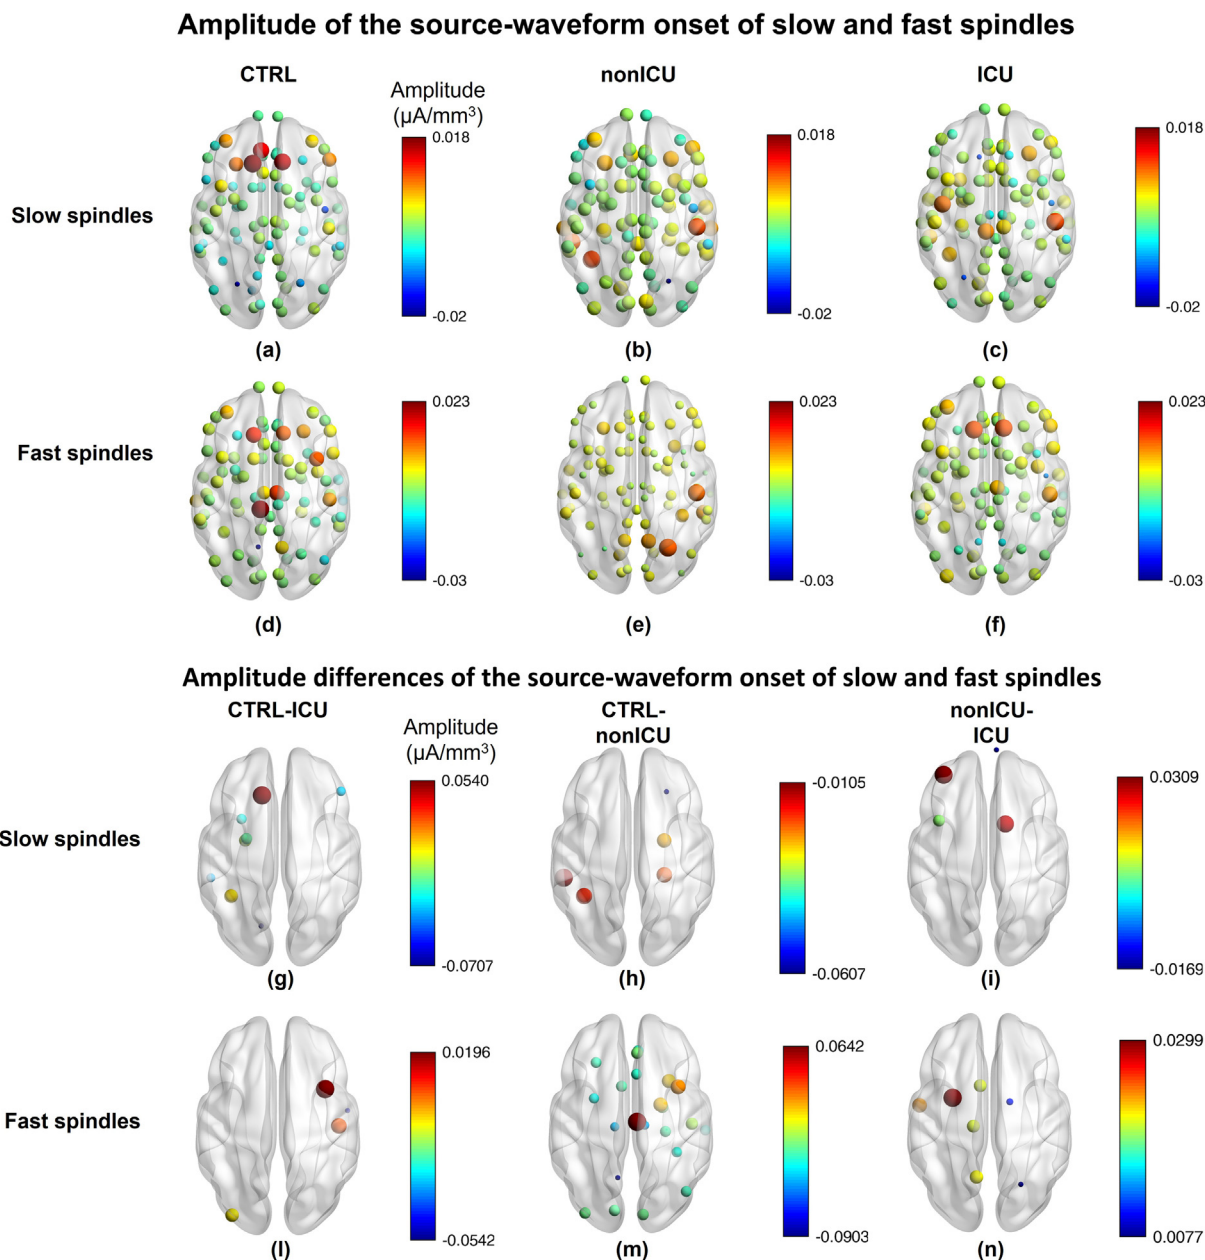 Amplitude of the source-waveform onset of slow and fast spindles
CTRL
nonICU
ICU
Amplitude
(µA/mm³)
0.018
0.018
0.018
Slow spindles
-0.02
-0.02
-0.02
(a)
(b)
(c)
0.023
0.023
0.023
Fast spindles
-0.03
-0.03
-0.03
(d)
(e)
(f)
Amplitude differences of the source-waveform onset of slow and fast spindles
CTRL-ICU
CTRL-
nonICU
nonICU-
ICU
Amplitude
(µA/mm³)
0.0540
-0.0105
0.0309
Slow spindles
-0.0707
-0.0607
-0.0169
(g)
(h)
(i)
0.0196
0.0642
0.0299
Fast spindles
-0.0542
-0.0903
0.0077
(l)
(m)
(n)